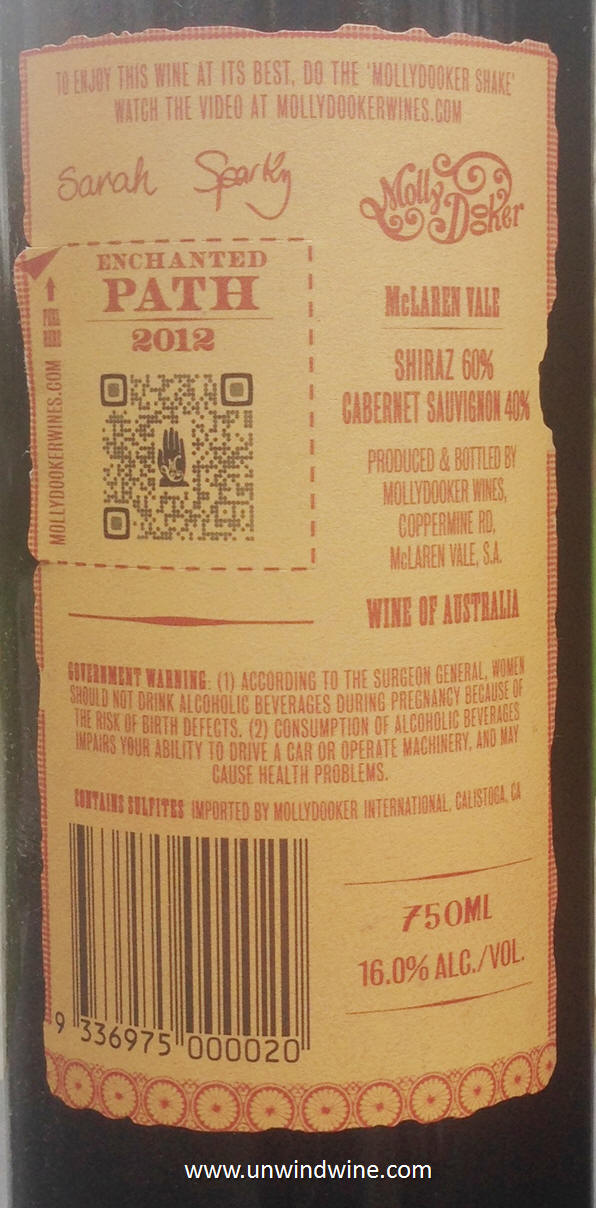 TO ENJOY THIS WINE AT ITS BEST, DO THE 'MOLLYDOOKER SHAKE'
WATCH THE VIDEO AT MOLLYDOOKERWINES.COM
Sarah Sparky
Molly Dooker
PEEL HERE
MOLLYDOOKERWINES.COM
ENCHANTED
PATH
2012
McLAREN VALE
SHIRAZ 60%
CABERNET SAUVIGNON 40%
PRODUCED & BOTTLED BY
MOLLYDOOKER WINES,
COPPERMINE RD,
McLAREN VALE, S.A.
WINE OF AUSTRALIA
GOVERNMENT WARNING: (1) ACCORDING TO THE SURGEON GENERAL, WOMEN
SHOULD NOT DRINK ALCOHOLIC BEVERAGES DURING PREGNANCY BECAUSE OF
THE RISK OF BIRTH DEFECTS. (2) CONSUMPTION OF ALCOHOLIC BEVERAGES
IMPAIRS YOUR ABILITY TO DRIVE A CAR OR OPERATE MACHINERY, AND MAY
CAUSE HEALTH PROBLEMS.
CONTAINS SULFITES IMPORTED BY MOLLYDOOKER INTERNATIONAL, CALISTOGA, CA
9 336975 000020
750ML
16.0% ALC./VOL.
www.unwindwine.com